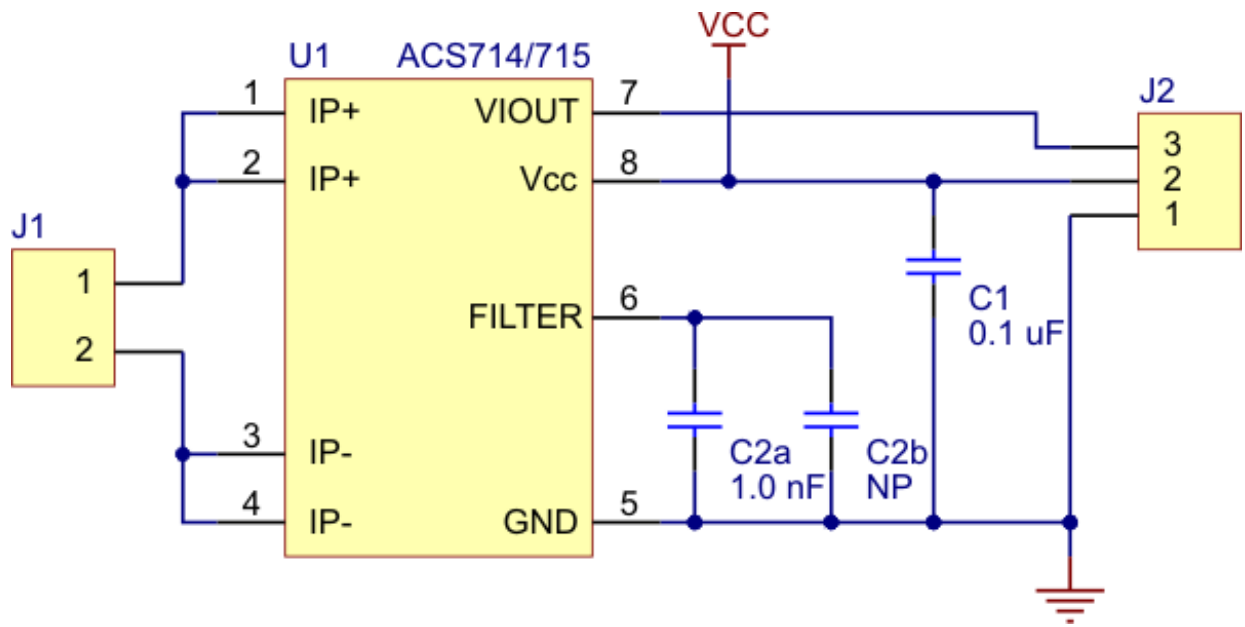 VCC
U1 ACS714/715
J2
1 IP+ VIOUT 7
3
2 IP+ Vcc 8
2
1
J1
1
C1
0.1 uF
FILTER 6
2
3 IP-
C2a
1.0 nF
C2b
NP
4 IP- GND 5